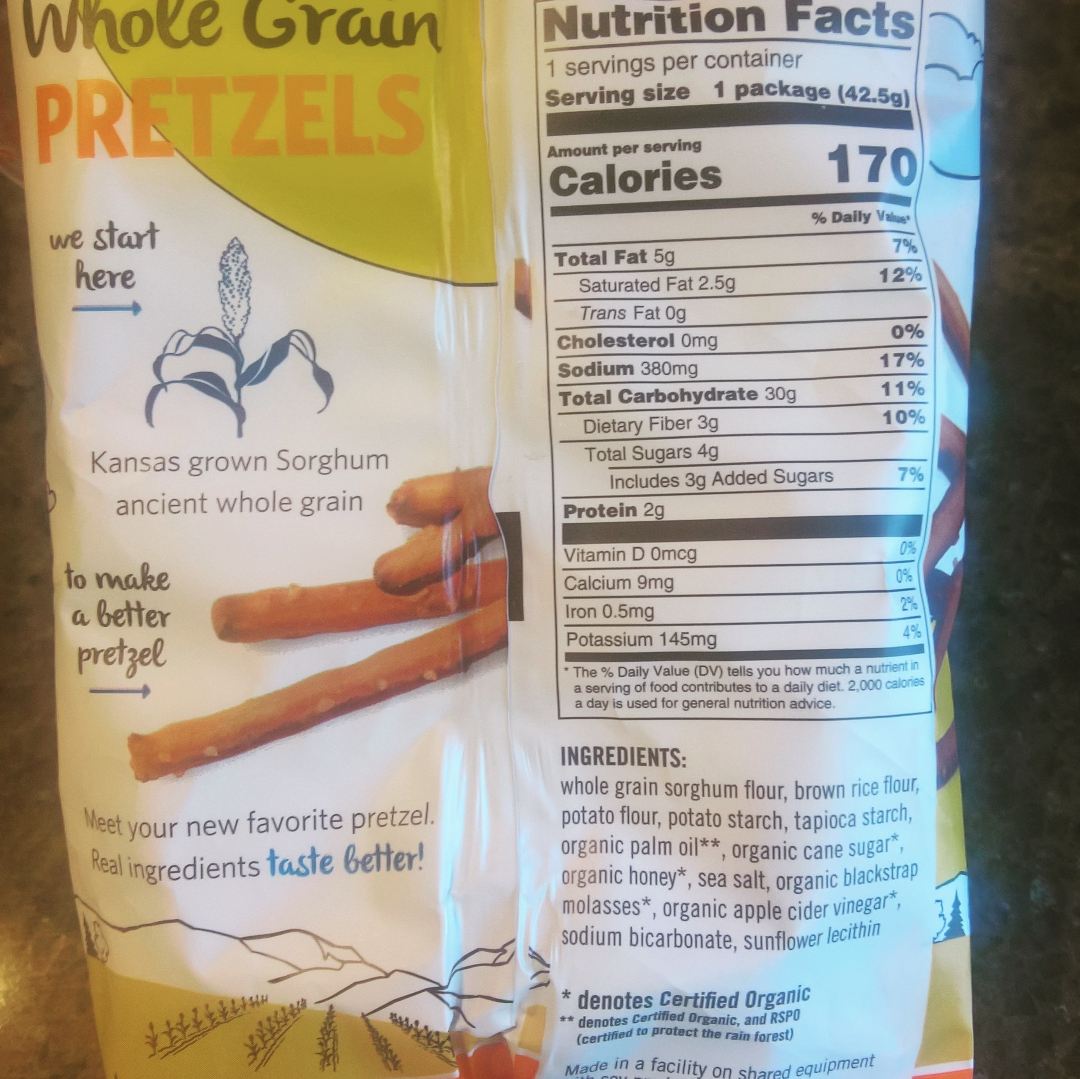 Whole Grain
PRETZELS
we start
here
Kansas grown Sorghum
ancient whole grain
to make
a better
pretzel
Meet your new favorite pretzel.
Real ingredients taste better!
Nutrition Facts
1 servings per container
Serving size 1 package (42.5g)
Amount per serving
Calories 170
% Daily Value*
Total Fat 5g 7%
Saturated Fat 2.5g 12%
Trans Fat 0g
Cholesterol 0mg 0%
Sodium 380mg 17%
Total Carbohydrate 30g 11%
Dietary Fiber 3g 10%
Total Sugars 4g
Includes 3g Added Sugars 7%
Protein 2g
Vitamin D 0mcg 0%
Calcium 9mg 0%
Iron 0.5mg 2%
Potassium 145mg 4%
* The % Daily Value (DV) tells you how much a nutrient in
a serving of food contributes to a daily diet. 2,000 calories
a day is used for general nutrition advice.
INGREDIENTS:
whole grain sorghum flour, brown rice flour,
potato flour, potato starch, tapioca starch,
organic palm oil**, organic cane sugar*,
organic honey*, sea salt, organic blackstrap
molasses*, organic apple cider vinegar*,
sodium bicarbonate, sunflower lecithin
* denotes Certified Organic
** denotes Certified Organic, and RSPO
(certified to protect the rain forest)
Made in a facility on shared equipment